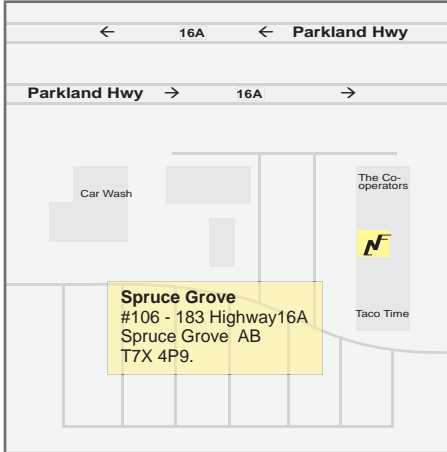 ← 16A ← Parkland Hwy
Parkland Hwy → 16A →
Car Wash
The Co-
operators
NF
Taco Time
Spruce Grove
#106 - 183 Highway16A
Spruce Grove AB
T7X 4P9.